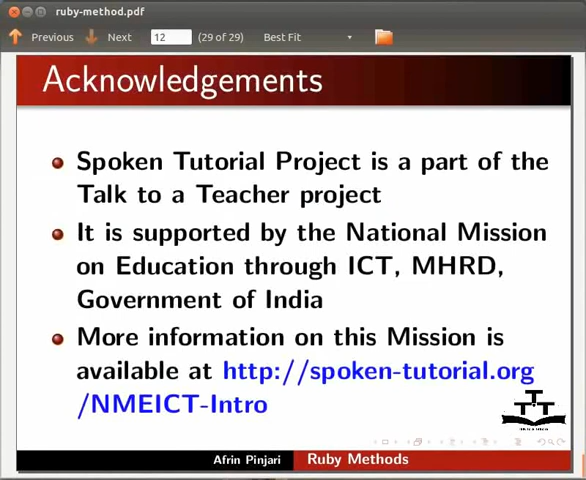 ruby-method.pdf
Previous Next 12 (29 of 29) Best Fit
Acknowledgements
Spoken Tutorial Project is a part of the
Talk to a Teacher project
It is supported by the National Mission
on Education through ICT, MHRD,
Government of India
More information on this Mission is
available at http://spoken-tutorial.org
/NMEICT-Intro
Afrin Pinjari Ruby Methods